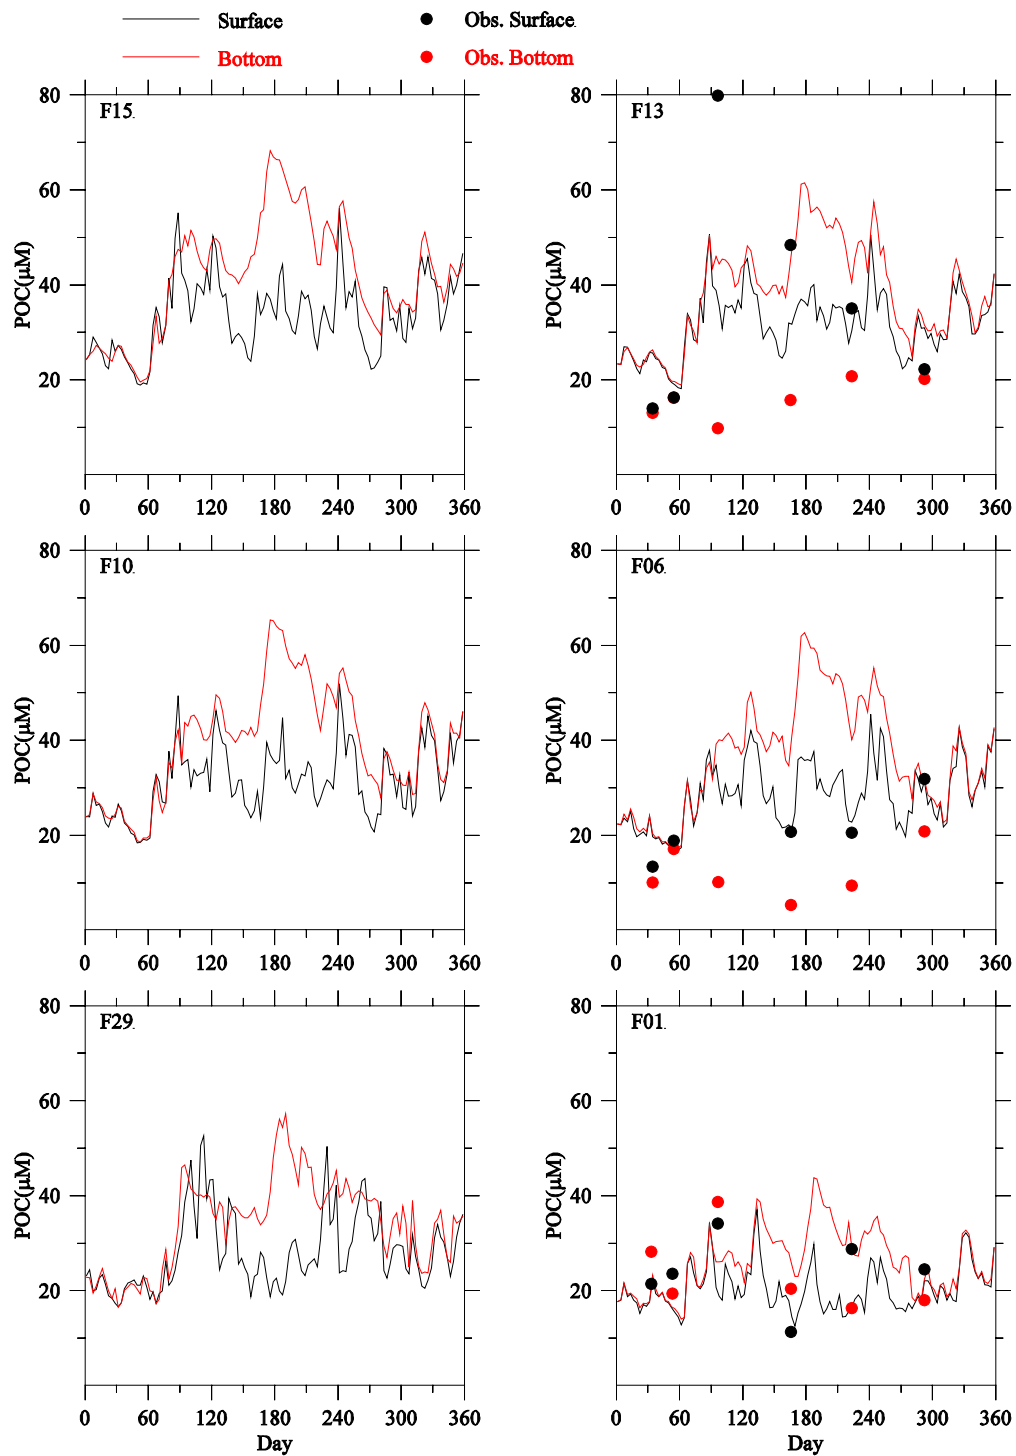 Surface Obs. Surface.
Bottom Obs. Bottom
80 F15. 80 F13
60 60
POC(μM) POC(μM)
40 40
20 20
0 60 120 180 240 300 360 0 60 120 180 240 300 360
80 F10. 80 F06.
60 60
POC(μM) POC(μM)
40 40
20 20
0 60 120 180 240 300 360 0 60 120 180 240 300 360
80 F29. 80 F01.
60 60
POC(μM) POC(μM)
40 40
20 20
0 60 120 180 240 300 360 0 60 120 180 240 300 360
Day Day